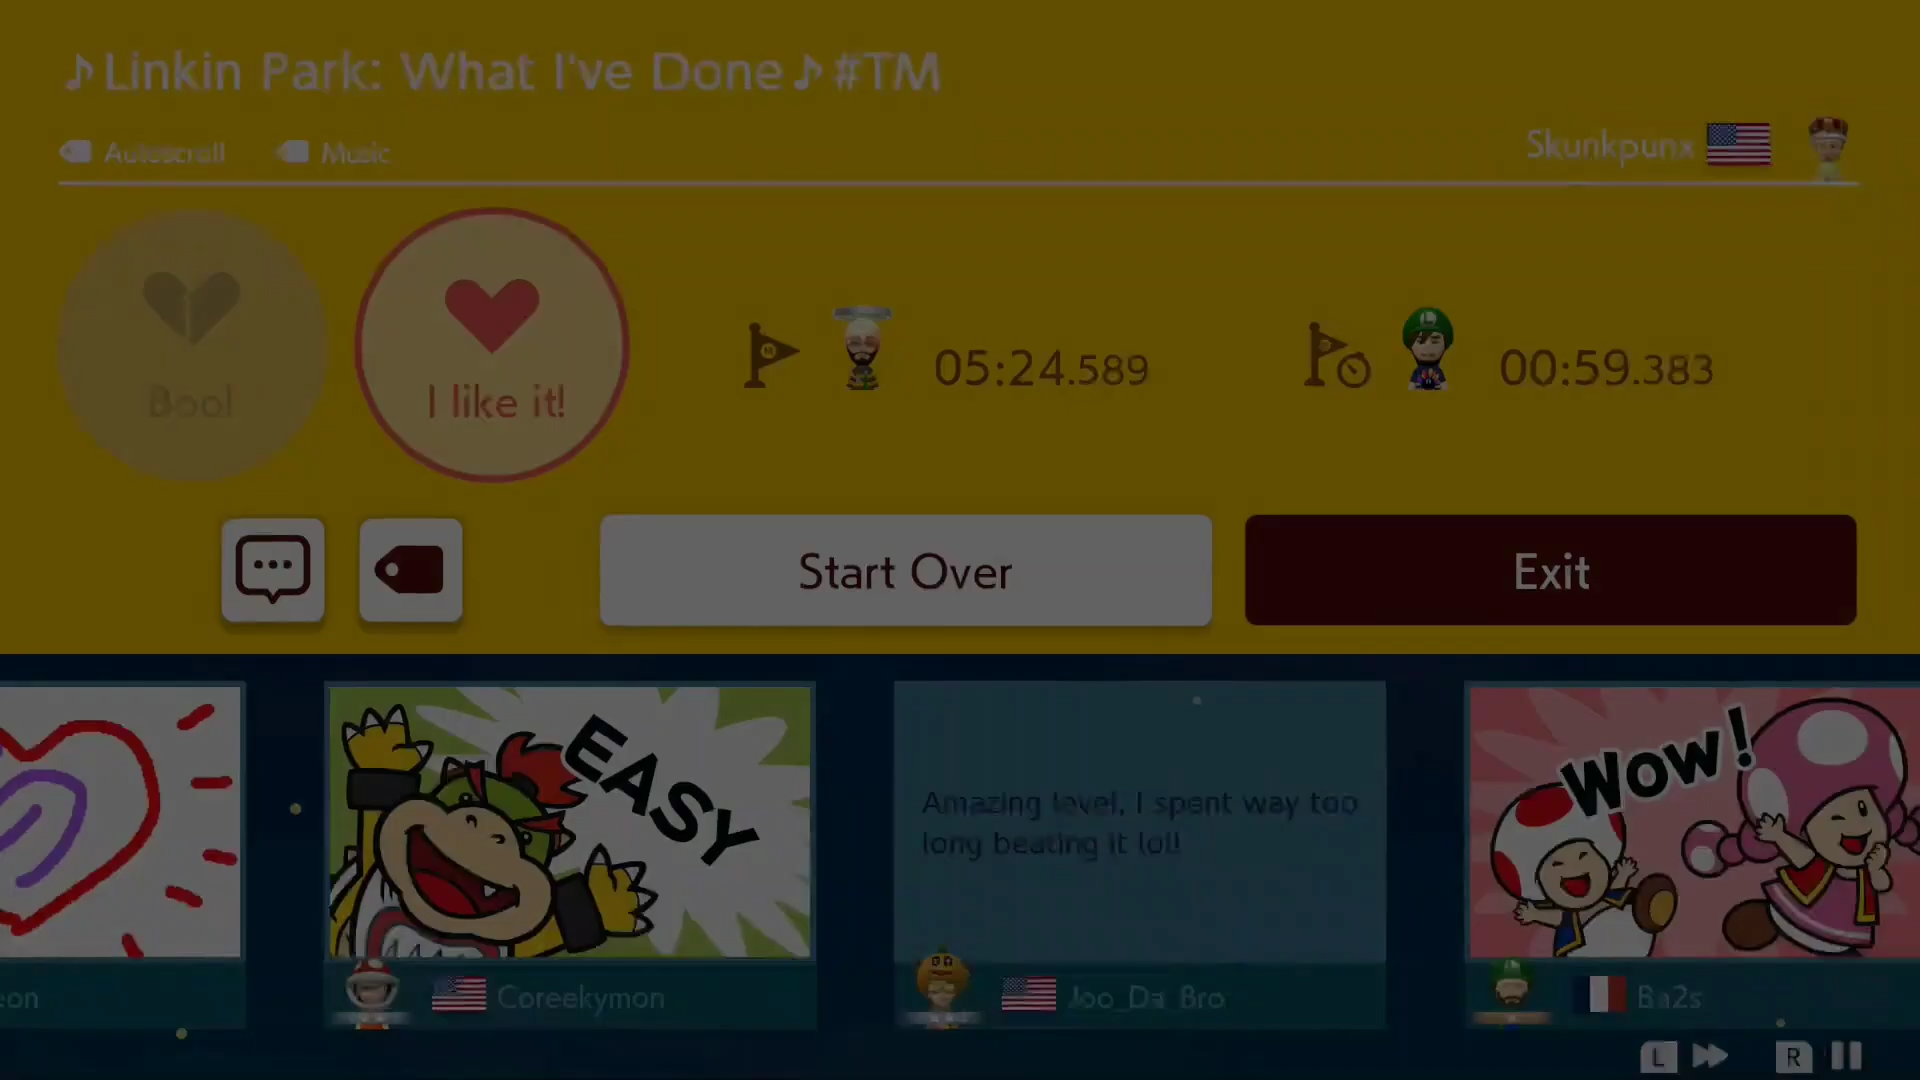 ♪Linkin Park: What I've Done♪#TM
Autoscroll Music
Skunkpunx
Boo!
I like it!
05:24.589
00:59.383
Start Over
Exit
EASY
Amazing level, I spent way too
long beating it lol!
Wow!
eon
Coreekymon
Joo_Da_Bro
Ba2s
L
R